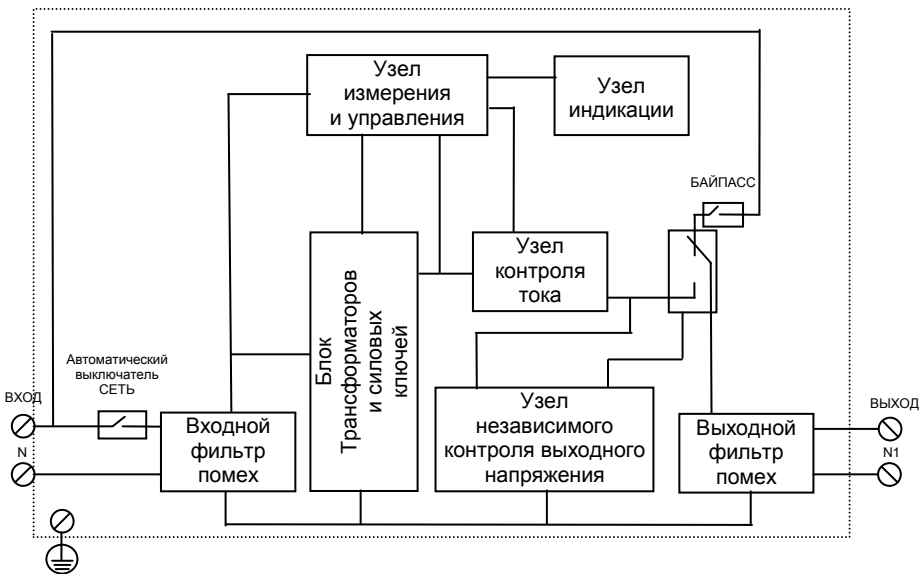 Узел
измерения
и управления
Узел
индикации
БАЙПАСС
Узел
контроля
тока
Блок
Трансформаторов
и силовых
ключей
Автоматический
выключатель
СЕТЬ
ВХОД
N
Входной
фильтр
помех
Узел
независимого
контроля выходного
напряжения
Выходной
фильтр
помех
ВЫХОД
N1